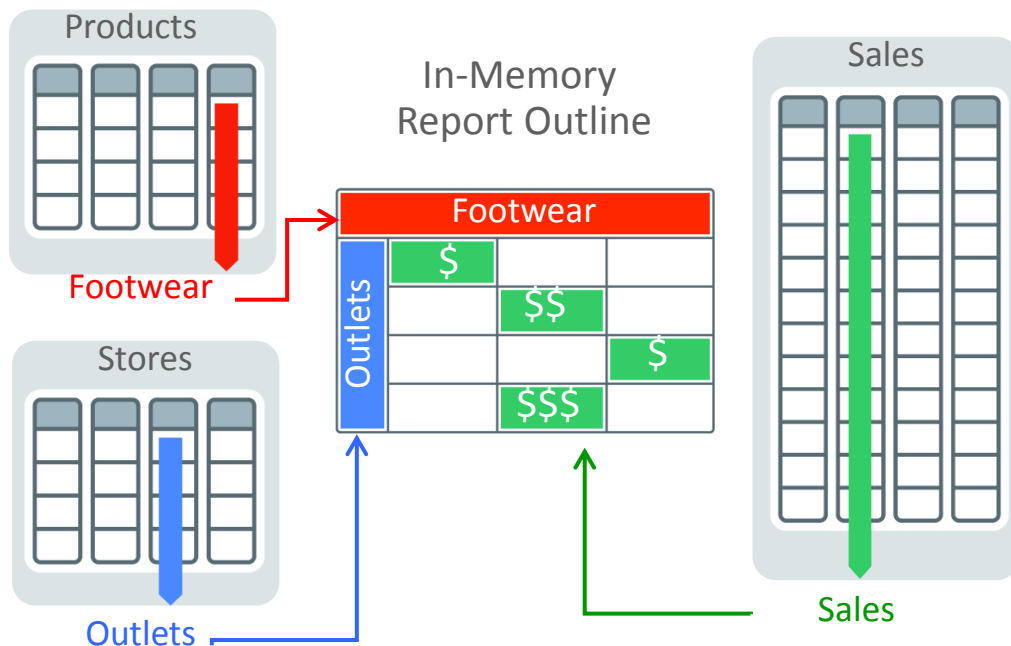 Products
In-Memory
Report Outline
Sales
Footwear
Footwear
Outlets
$
$$
$
$$$
Stores
Outlets
Sales